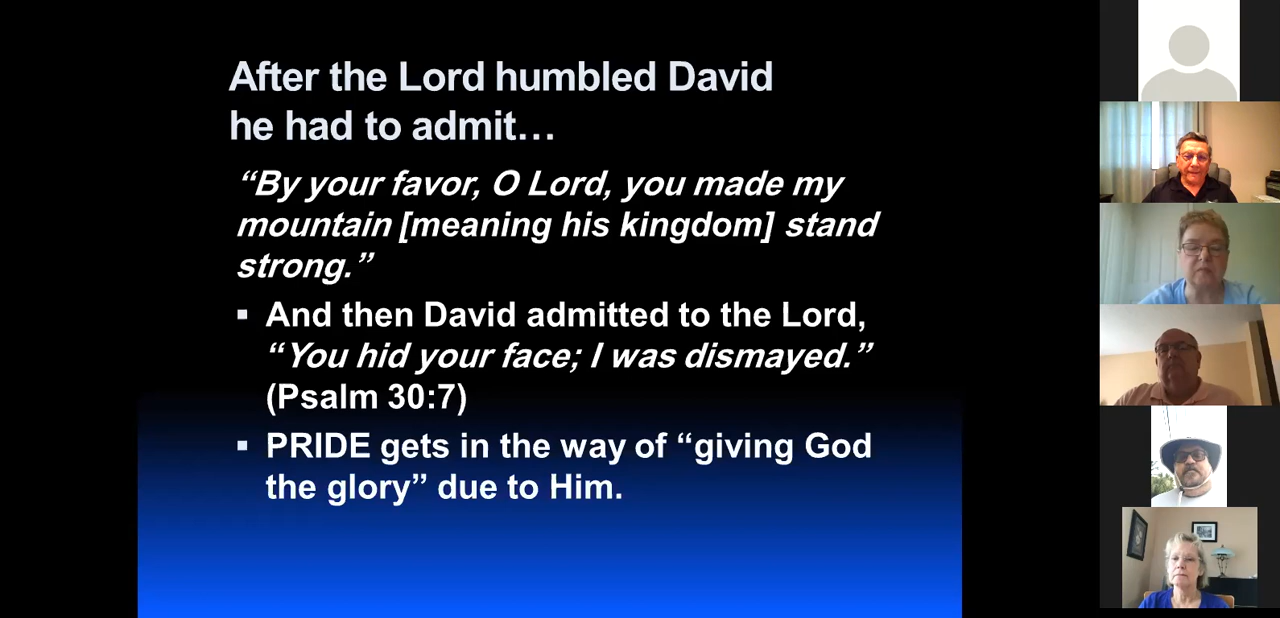 After the Lord humbled David
he had to admit…
“By your favor, O Lord, you made my
mountain [meaning his kingdom] stand
strong.”
▪ And then David admitted to the Lord,
“You hid your face; I was dismayed.”
(Psalm 30:7)
▪ PRIDE gets in the way of “giving God
the glory” due to Him.